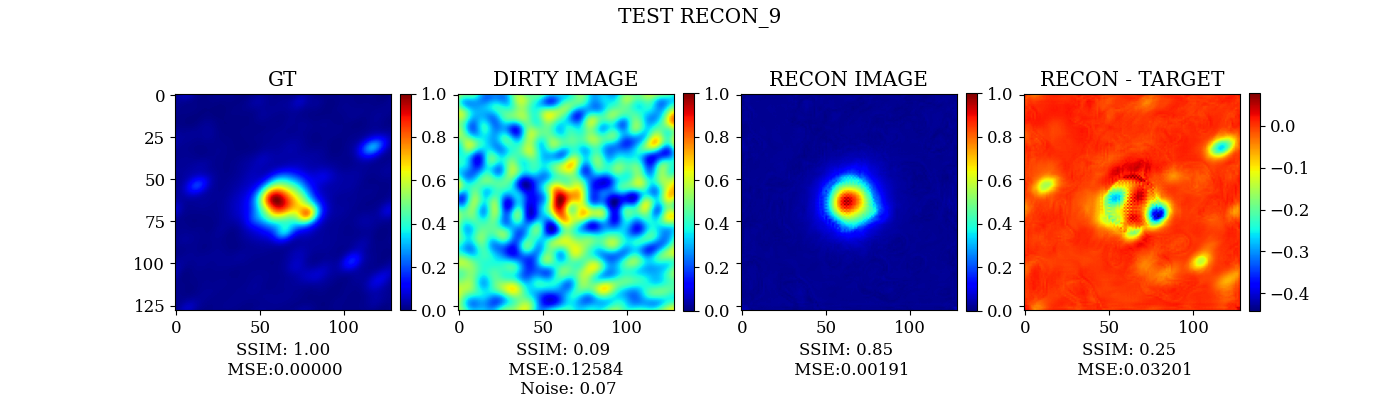 TEST RECON_9
GT
DIRTY IMAGE
RECON IMAGE
RECON - TARGET
0
25
50
75
100
125
0 50 100
1.0
0.8
0.6
0.4
0.2
0.0
0 100
50
1.0
0.8
0.6
0.4
0.2
0.0
0 50 100
1.0
0.8
0.6
0.4
0.2
0.0
0 50 100
0.0
−0.1
−0.2
−0.3
−0.4
SSIM: 1.00
MSE:0.00000
SSIM: 0.09
MSE:0.12584
Noise: 0.07
SSIM: 0.85
MSE:0.00191
SSIM: 0.25
MSE:0.03201